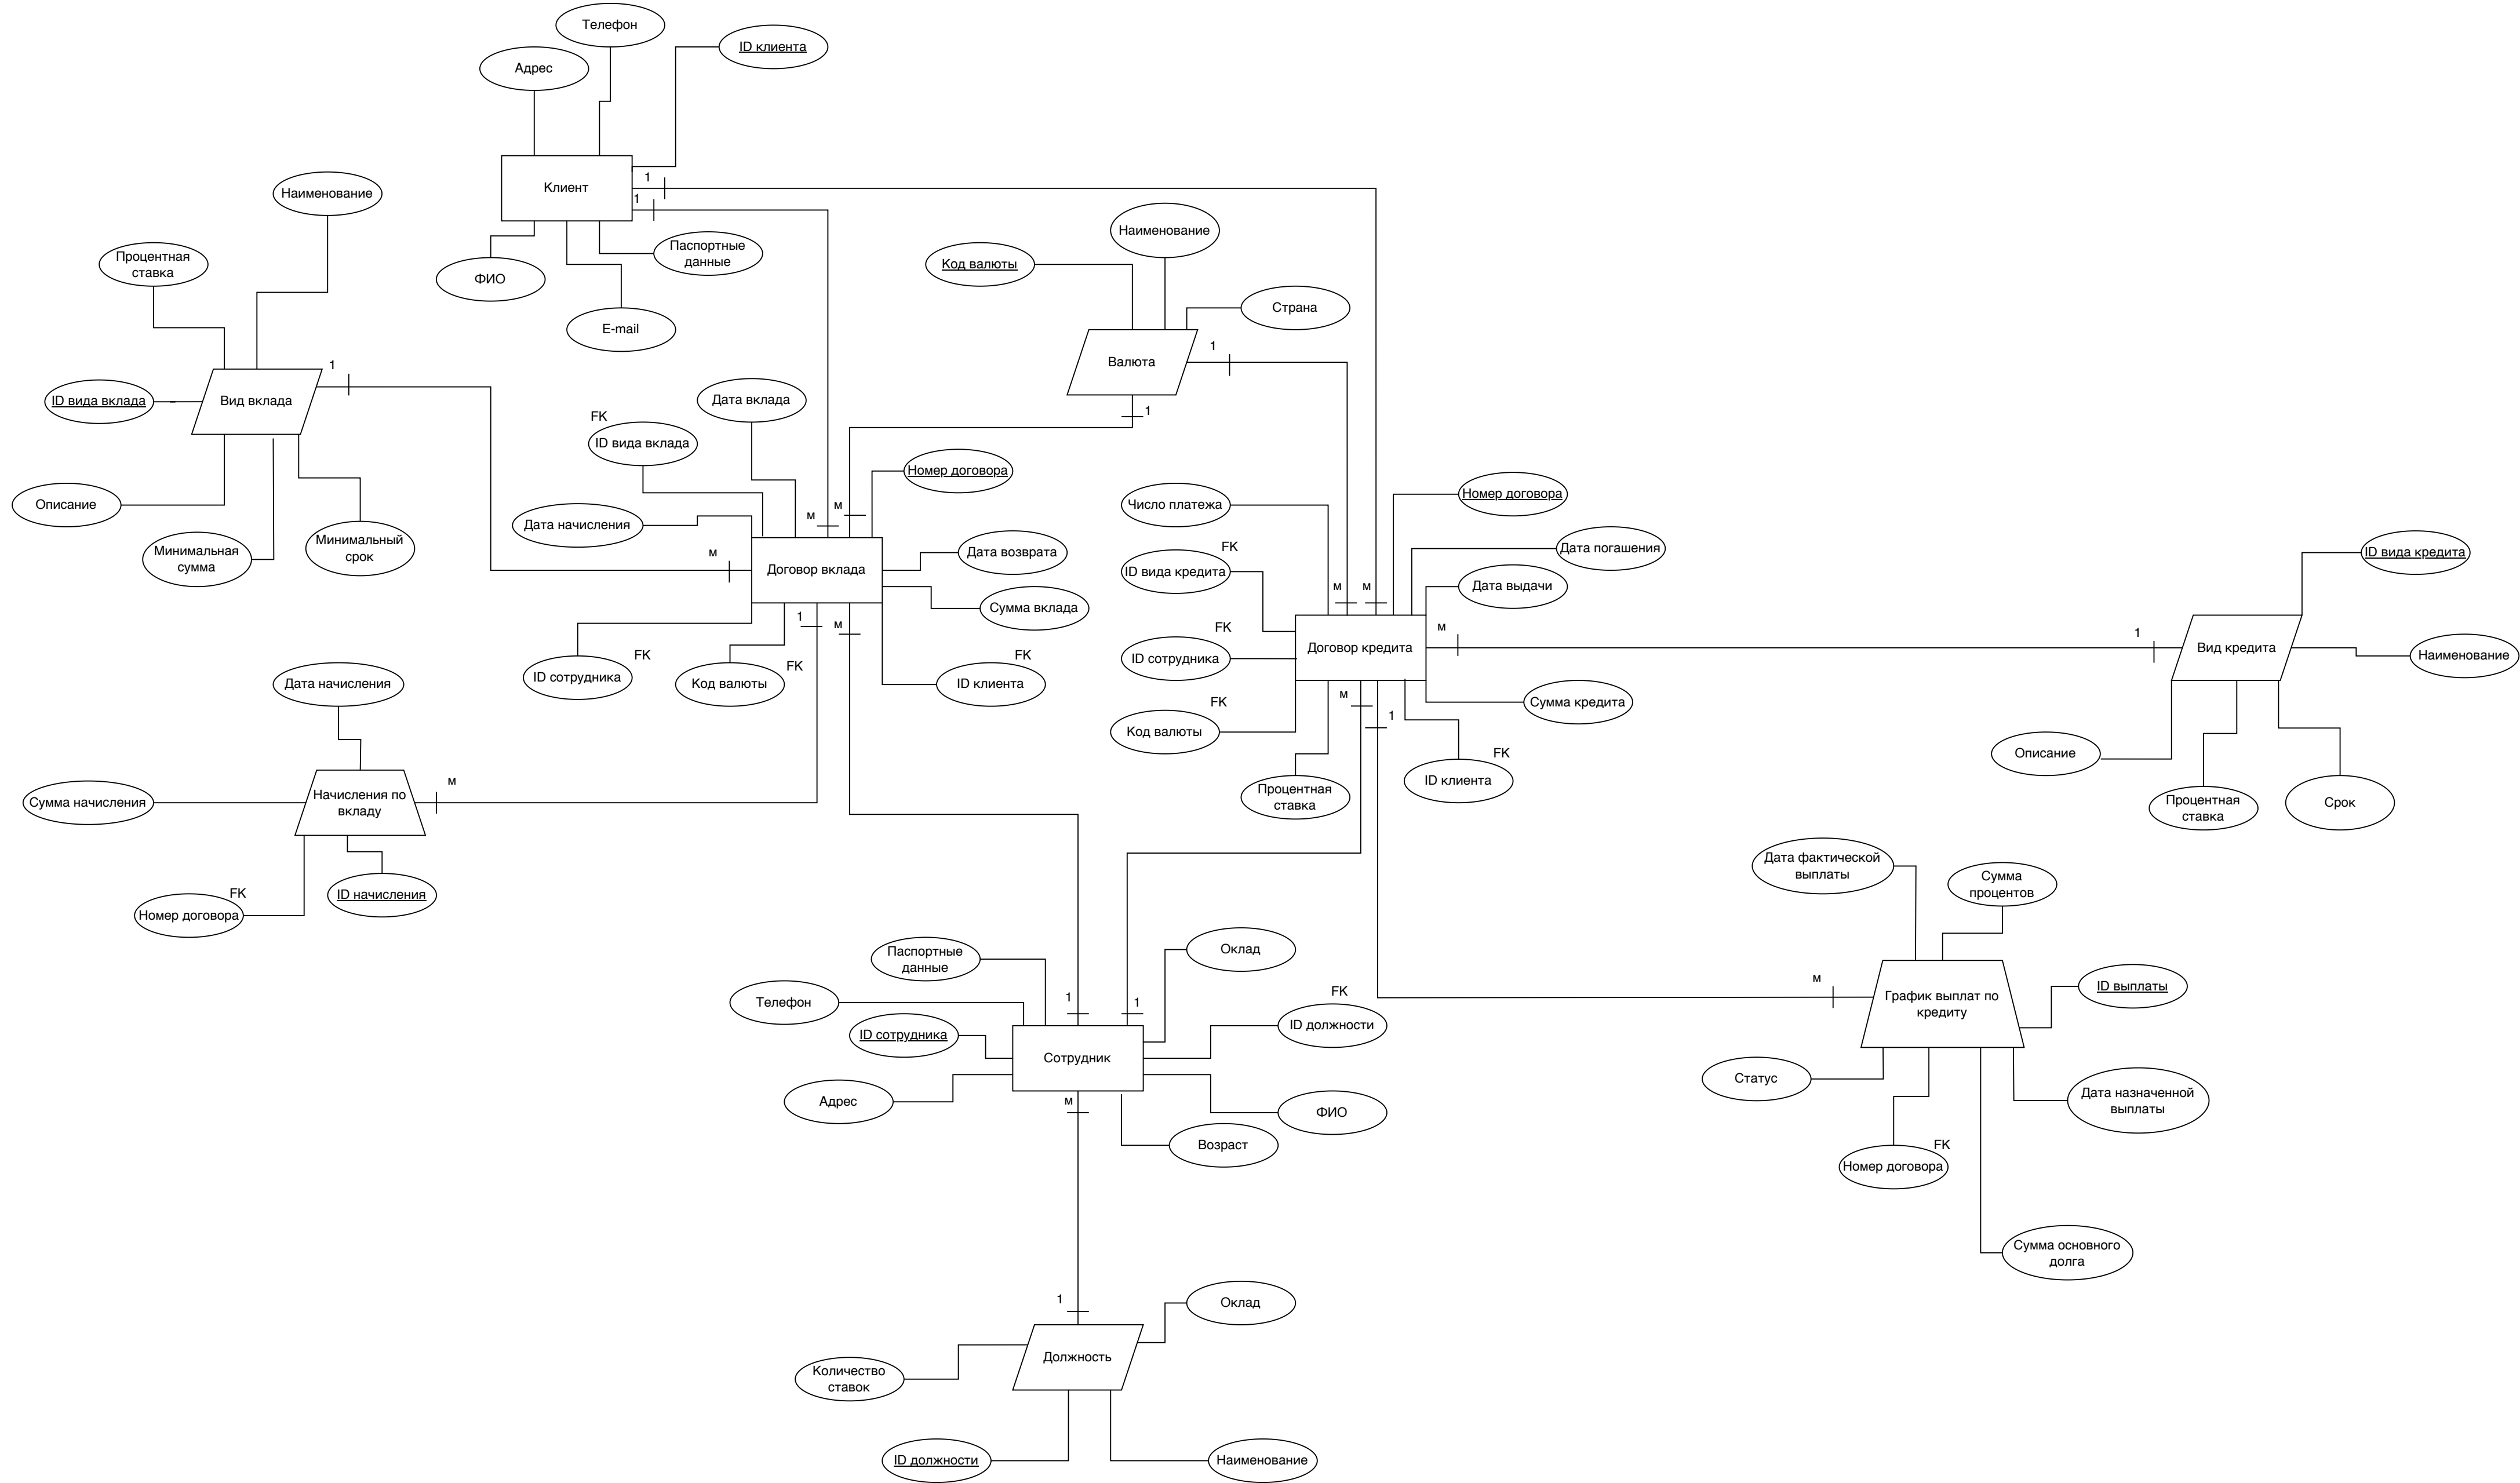 Телефон
ID клиента
Адрес
Клиент
1
1
ФИО
Паспортные
данные
E-mail
Наименование
Процентная
ставка
ID вида вклада
Вид вклада
1
Описание
Минимальная
сумма
Минимальный
срок
Наименование
Код валюты
Страна
Валюта
1
1
Дата вклада
FK
ID вида вклада
Номер договора
Дата начисления
м
м
м
Договор вклада
Дата возврата
Сумма вклада
1
м
FK
ID сотрудника
FK
Код валюты
FK
ID клиента
Число платежа
Номер договора
FK
ID вида кредита
Дата погашения
Дата выдачи
м
м
м
FK
ID сотрудника
Договор кредита
FK
Код валюты
м
1
Сумма кредита
Процентная
ставка
FK
ID клиента
1
ID вида кредита
Вид кредита
Наименование
Описание
Процентная
ставка
Срок
Дата начисления
Сумма начисления
Начисления по
вкладу
м
FK
Номер договора
ID начисления
Дата фактической
выплаты
Сумма
процентов
м
График выплат по
кредиту
ID выплаты
Статус
Дата назначенной
выплаты
FK
Номер договора
Сумма основного
долга
Паспортные
данные
Оклад
Телефон
1
1
FK
ID должности
ID сотрудника
Сотрудник
Адрес
м
ФИО
Возраст
1
Оклад
Должность
Количество
ставок
ID должности
Наименование